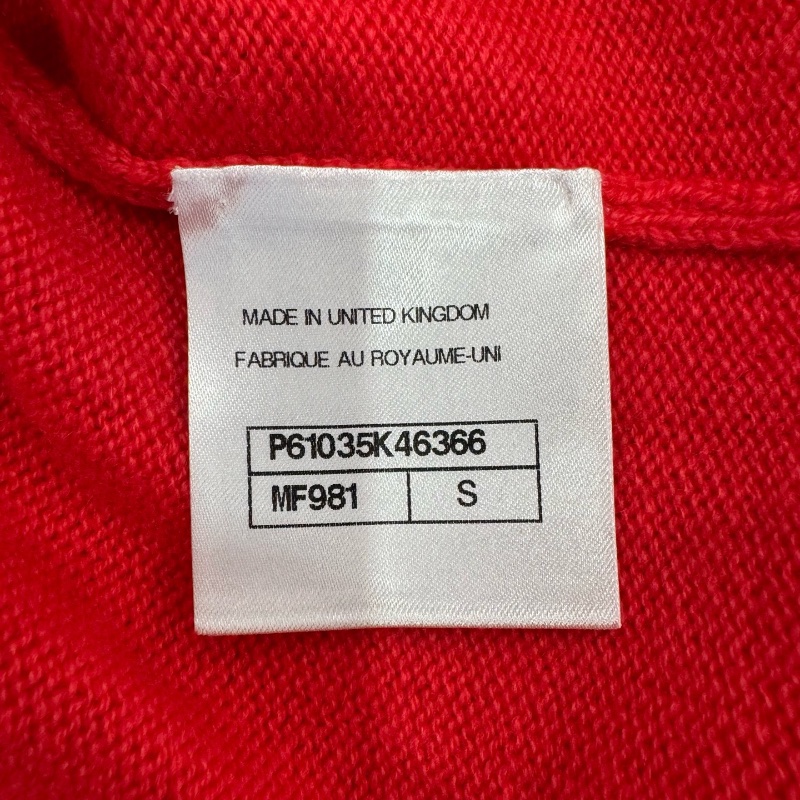 MADE IN UNITED KINGDOM
FABRIQUE AU ROYAUME-UNI
P61035K46366
MF981 S